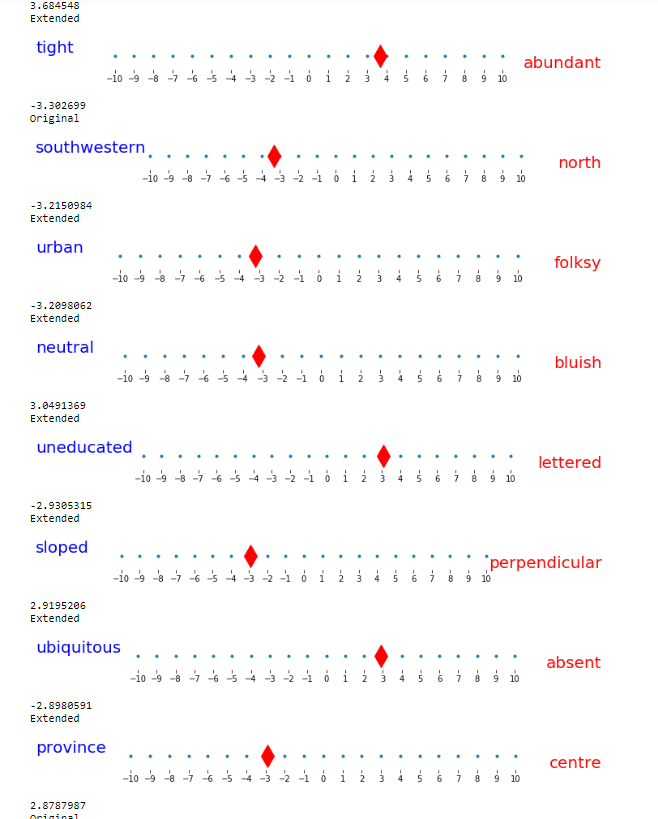 3.684548
Extended
tight
abundant
−10 −9 −8 −7 −6 −5 −4 −3 −2 −1 0 1 2 3 4 5 6 7 8 9 10
-3.302699
Original
southwestern
north
−10 −9 −8 −7 −6 −5 −4 −3 −2 −1 0 1 2 3 4 5 6 7 8 9 10
-3.2150984
Extended
urban
folksy
−10 −9 −8 −7 −6 −5 −4 −3 −2 −1 0 1 2 3 4 5 6 7 8 9 10
-3.2098062
Extended
neutral
bluish
−10 −9 −8 −7 −6 −5 −4 −3 −2 −1 0 1 2 3 4 5 6 7 8 9 10
3.0491369
Extended
uneducated
lettered
−10 −9 −8 −7 −6 −5 −4 −3 −2 −1 0 1 2 3 4 5 6 7 8 9 10
-2.9305315
Extended
sloped
perpendicular
−10 −9 −8 −7 −6 −5 −4 −3 −2 −1 0 1 2 3 4 5 6 7 8 9 10
2.9195206
Extended
ubiquitous
absent
−10 −9 −8 −7 −6 −5 −4 −3 −2 −1 0 1 2 3 4 5 6 7 8 9 10
-2.8980591
Extended
province
centre
−10 −9 −8 −7 −6 −5 −4 −3 −2 −1 0 1 2 3 4 5 6 7 8 9 10
2.8787987
Original